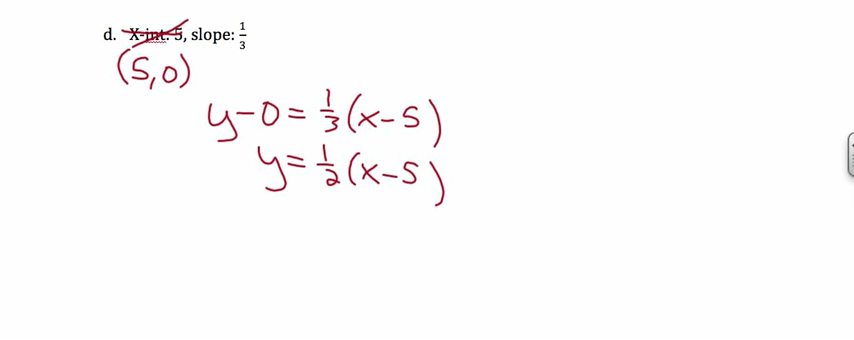 d. X-int: 5, slope: 1/3
(5,0)
y-0=1/3(x-5)
y=1/2(x-5)